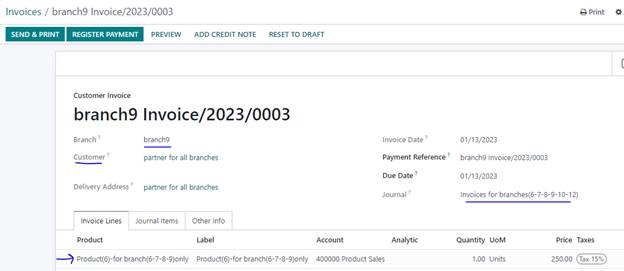 Invoices / branch9 Invoice/2023/0003
Print
SEND & PRINT REGISTER PAYMENT PREVIEW ADD CREDIT NOTE RESET TO DRAFT
Customer Invoice
branch9 Invoice/2023/0003
Branch ? branch9 Invoice Date ? 01/13/2023
Customer ? partner for all branches Payment Reference ? branch9 Invoice/2023/0003
Due Date ? 01/13/2023
Delivery Address ? partner for all branches Journal ? Invoices for branches(6-7-8-9-10-12)
Invoice Lines Journal Items Other Info
Product Label Account Analytic Quantity UoM Price Taxes
Product(6)-for branch(6-7-8-9)only Product(6)-for branch(6-7-8-9)only 400000 Product Sales 1.00 Units 250.00 Tax 15%